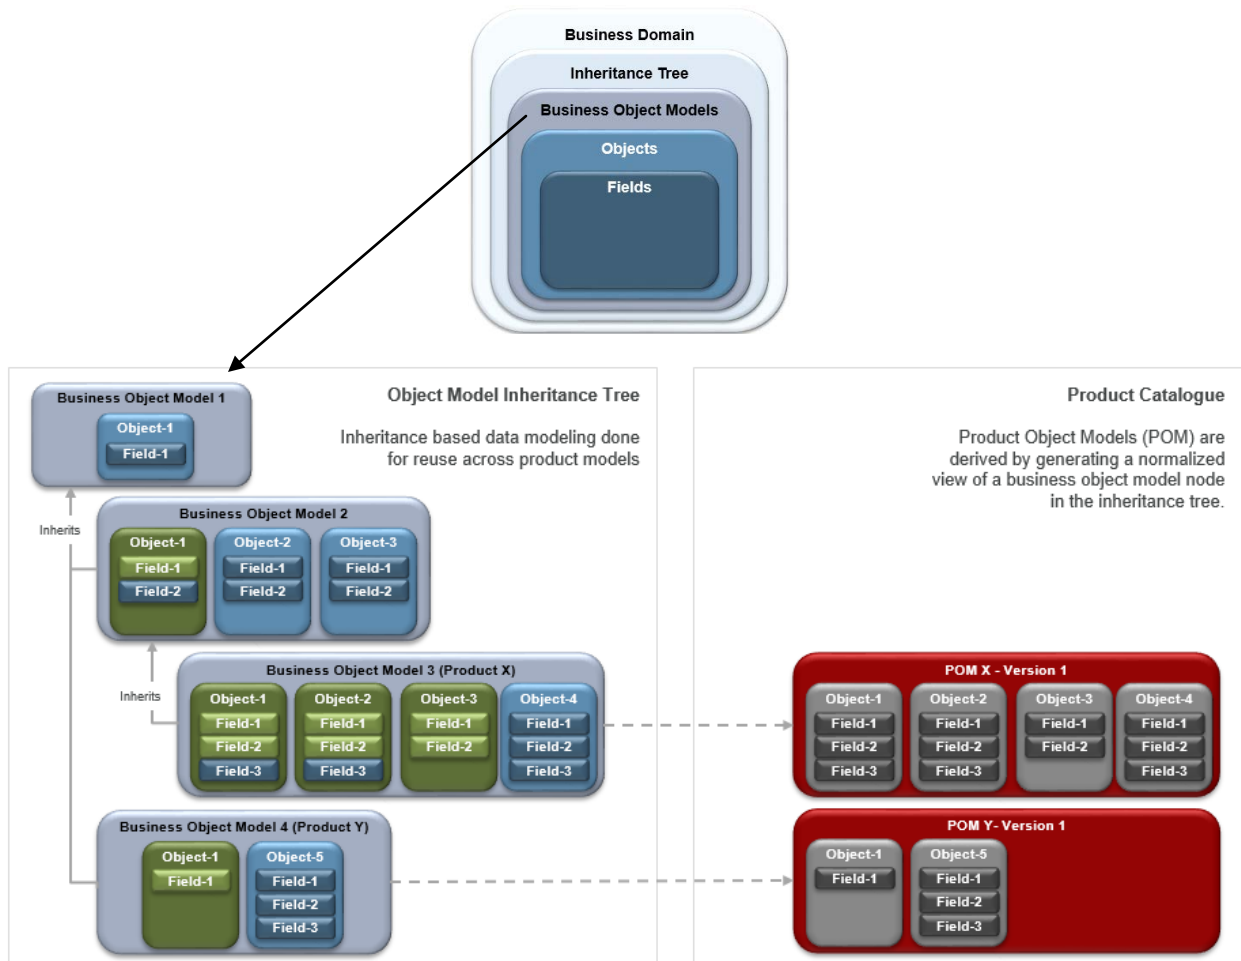 Business Domain
Inheritance Tree
Business Object Models
Objects
Fields
Object Model Inheritance Tree
Inheritance based data modeling done
for reuse across product models
Business Object Model 1
Object-1
Field-1
Inherits
Business Object Model 2
Object-1
Field-1
Field-2
Object-2
Field-1
Field-2
Object-3
Field-1
Field-2
Inherits
Business Object Model 3 (Product X)
Object-1
Field-1
Field-2
Field-3
Object-2
Field-1
Field-2
Field-3
Object-3
Field-1
Field-2
Object-4
Field-1
Field-2
Field-3
Business Object Model 4 (Product Y)
Object-1
Field-1
Object-5
Field-1
Field-2
Field-3
Product Catalogue
Product Object Models (POM) are
derived by generating a normalized
view of a business object model node
in the inheritance tree.
POM X - Version 1
Object-1
Field-1
Field-2
Field-3
Object-2
Field-1
Field-2
Field-3
Object-3
Field-1
Field-2
Object-4
Field-1
Field-2
Field-3
POM Y- Version 1
Object-1
Field-1
Object-5
Field-1
Field-2
Field-3